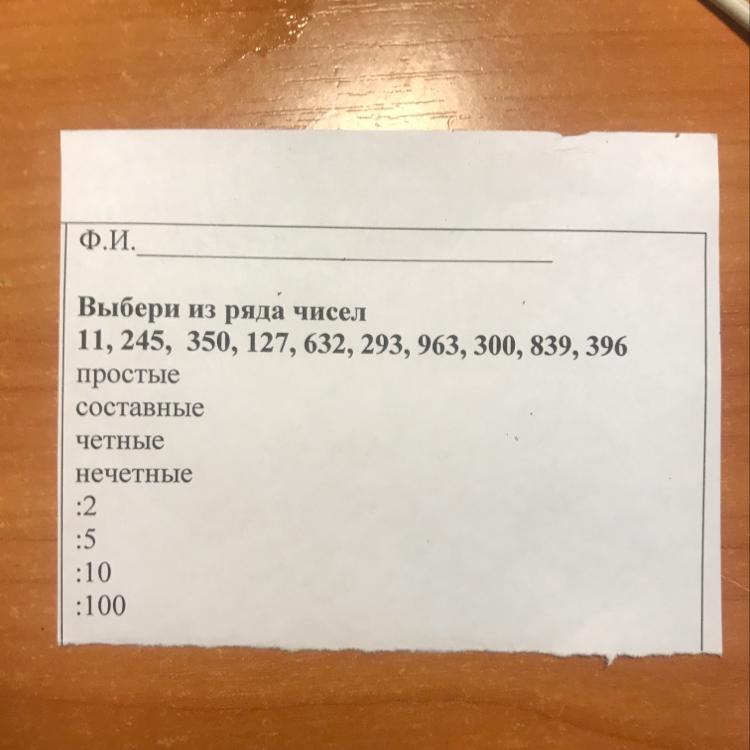 Ф.И.
Выбери из ряда чисел
11, 245, 350, 127, 632, 293, 963, 300, 839, 396
простые
составные
четные
нечетные
:2
:5
:10
:100